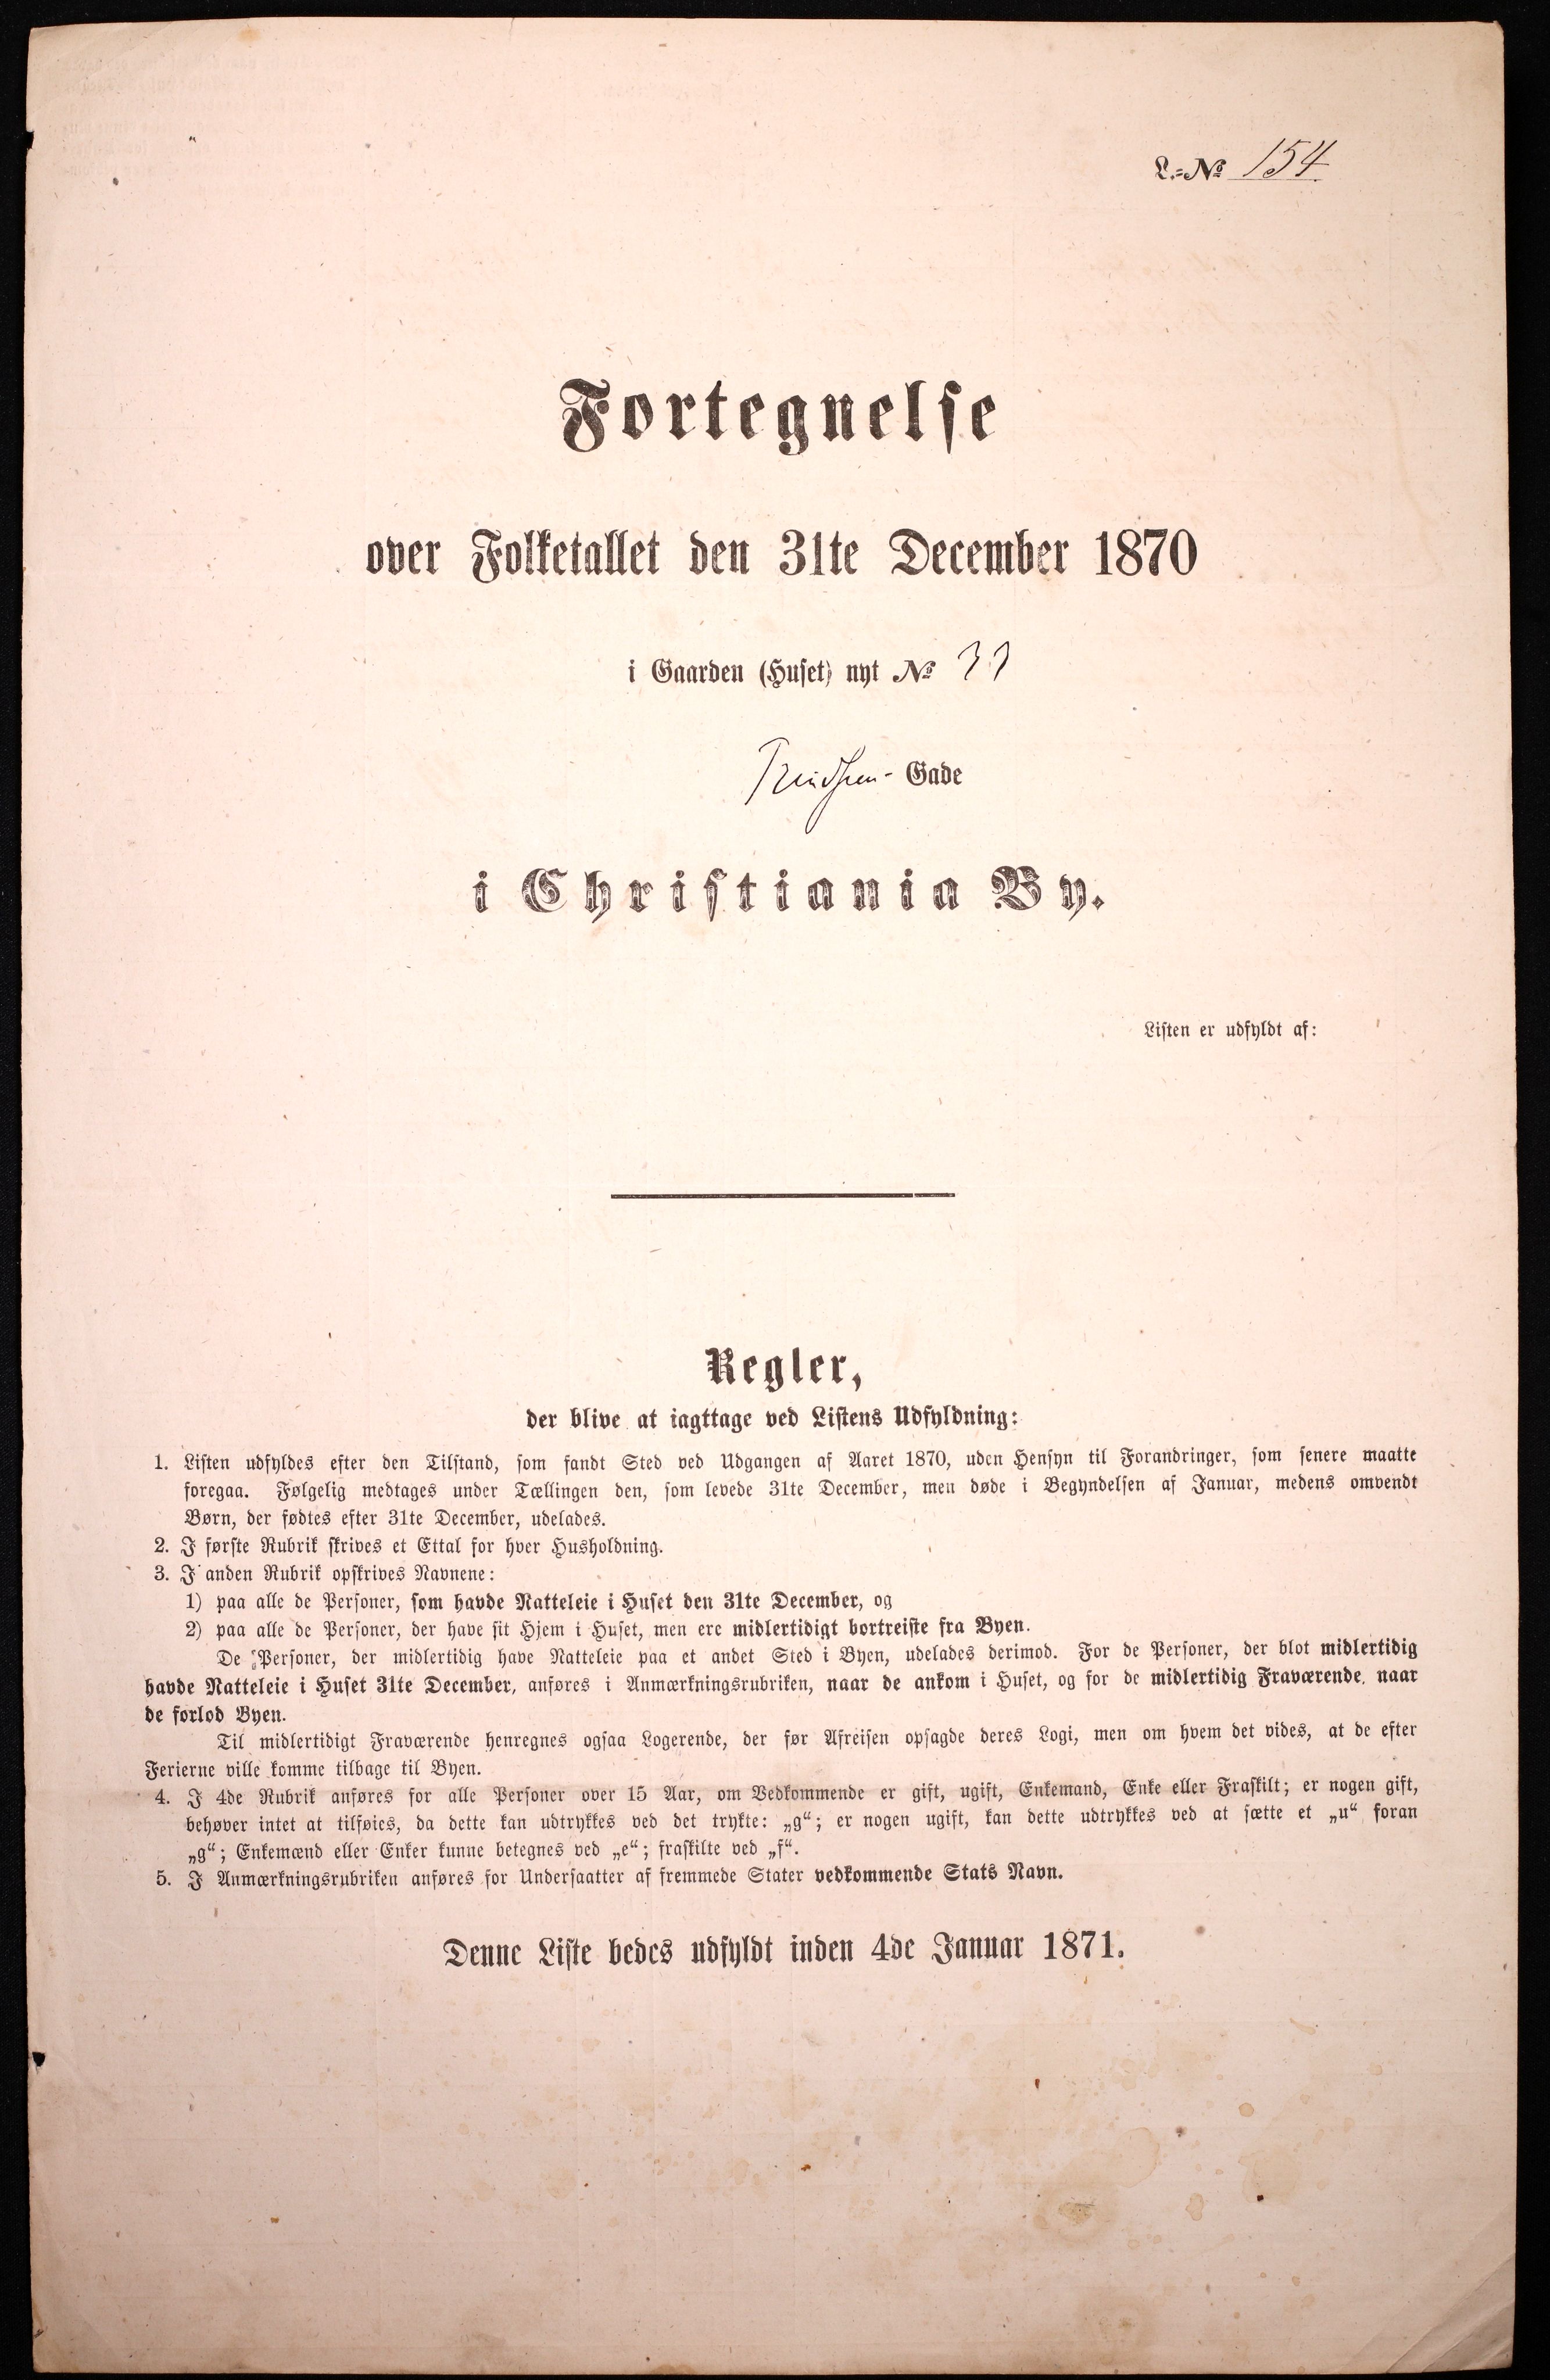 L.=№ 154
Fortegnelse
over Folketallet den 31te December 1870
i Gaarden (Huset) nyt № 33
Gade
i Christiania By.
Listen er udfyldt af:
Regler,
der blive at iagttage ved Listens Udfyldning:
1. Listen udfyldes efter den Tilstand, som fandt Sted ved Udgangen af Aaret 1870, uden Hensyn til Forandringer, som senere maatte
foregaa. Følgelig medtages under Tællingen den, som levede 31te December, men døde i Begyndelsen af Januar, medens omvendt
Børn, der fødtes efter 31te December, udelades.
2. I første Rubrik skrives et Ettal for hver Husholdning.
3. I anden Rubrik opskrives Navnene:
1) paa alle de Personer, som havde Natteleie i Huset den 31te December, og
2) paa alle de Personer, der have sit Hjem i Huset, men ere midlertidigt bortreiste fra Byen.
De Personer, der midlertidig have Natteleie paa et andet Sted i Byen, udelades derimod. For de Personer, der blot midlertidig
havde Natteleie i Huset 31te December, anføres i Anmærkningsrubriken, naar de ankom i Huset, og for de midlertidig Fraværende, naar
de forlod Byen.
Til midlertidigt Fraværende henregnes ogsaa Logerende, der før Afreisen opsagde deres Logi, men om hvem det vides, at de efter
Ferierne ville komme tilbage til Byen.
4. I 4de Rubrik anføres for alle Personer over 15 Aar, om Vedkommende er gift, ugift, Enkemand, Enke eller Fraskilt; er nogen gift,
behøver intet at tilføies, da dette kan udtrykkes ved det trykte: „g“; er nogen ugift, kan dette udtrykkes ved at sætte et „u“ foran
„g“; Enkemænd eller Enker kunne betegnes ved „e“; fraskilte ved „f“.
5. I Anmærkningsrubriken anføres for Undersaatter af fremmede Stater vedkommende Stats Navn.
Denne Liste bedes udfyldt inden 4de Januar 1871.